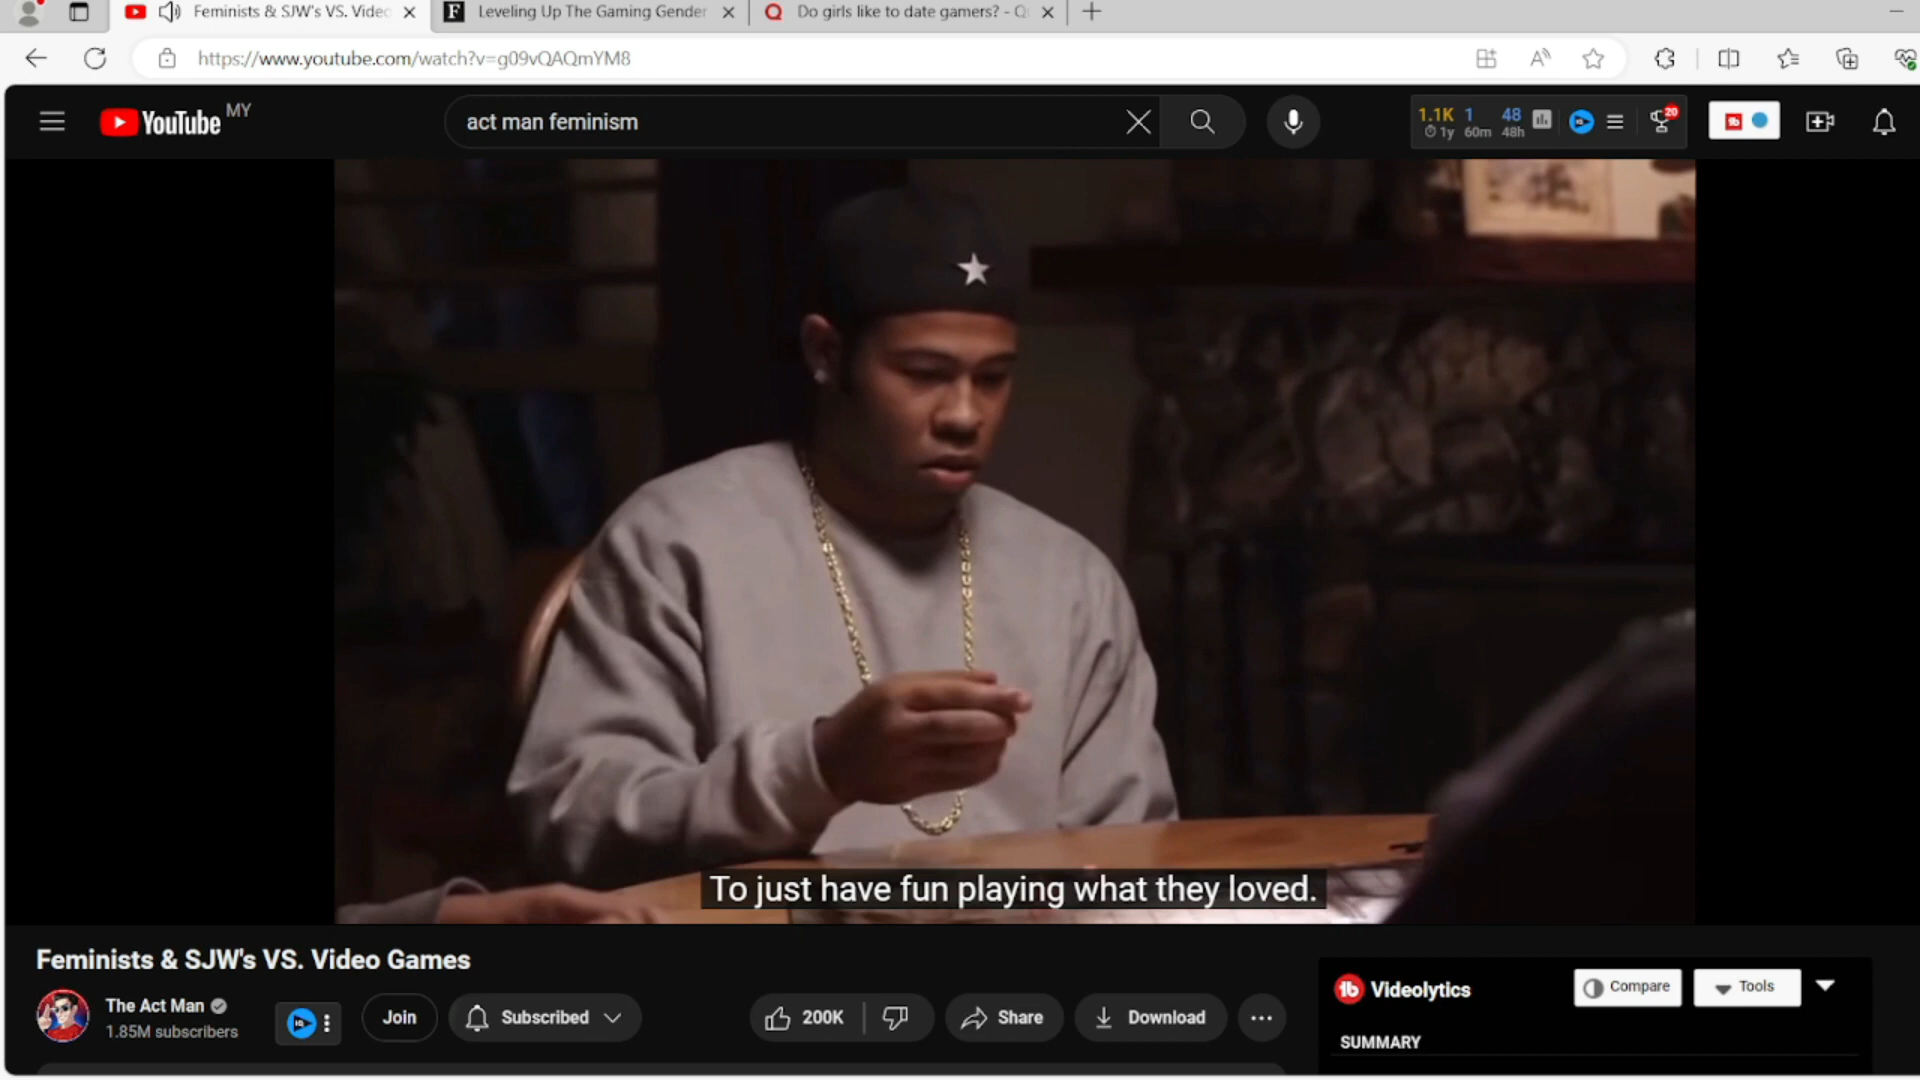 Feminists & SJW's VS. Video
Leveling Up The Gaming Gender
Do girls like to date gamers? - Q
https://www.youtube.com/watch?v=g09vQAQmYM8
YouTube MY
act man feminism
1.1K 1 48
1y 60m 48h
20
To just have fun playing what they loved.
Feminists & SJW's VS. Video Games
The Act Man
1.85M subscribers
Join
Subscribed
200K
Share
Download
Videolytics
Compare
Tools
SUMMARY